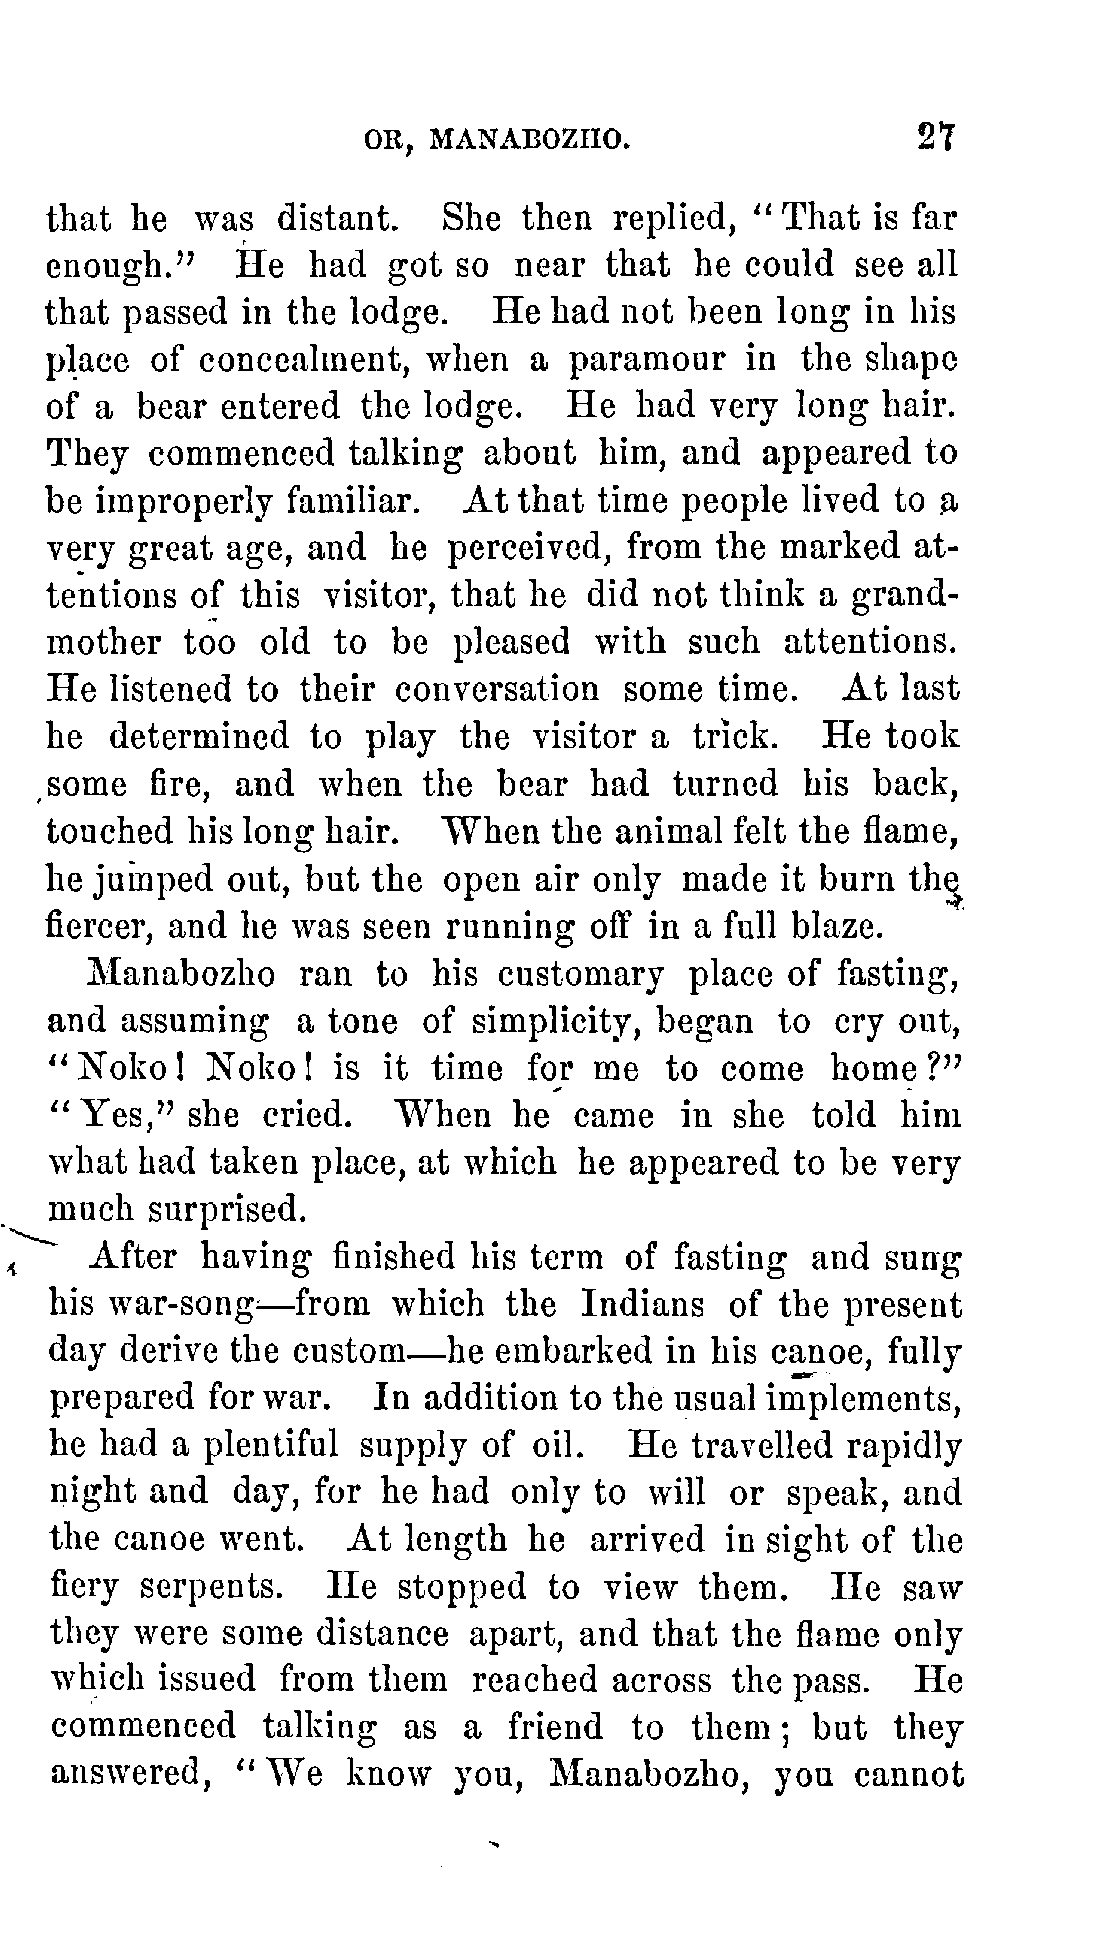 OR, MANABOZHO. 27
that he was distant. She then replied, "That is far
enough." He had got so near that he could see all
that passed in the lodge. He had not been long in his
place of concealment, when a paramour in the shape
of a bear entered the lodge. He had very long hair.
They commenced talking about him, and appeared to
be improperly familiar. At that time people lived to a
very great age, and he perceived, from the marked at-
tentions of this visitor, that he did not think a grand-
mother too old to be pleased with such attentions.
He listened to their conversation some time. At last
he determined to play the visitor a trick. He took
some fire, and when the bear had turned his back,
touched his long hair. When the animal felt the flame,
he jumped out, but the open air only made it burn the
fiercer, and he was seen running off in a full blaze.
Manabozho ran to his customary place of fasting,
and assuming a tone of simplicity, began to cry out,
"Noko! Noko! is it time for me to come home?"
"Yes," she cried. When he came in she told him
what had taken place, at which he appeared to be very
much surprised.
After having finished his term of fasting and sung
his war-song—from which the Indians of the present
day derive the custom—he embarked in his canoe, fully
prepared for war. In addition to the usual implements,
he had a plentiful supply of oil. He travelled rapidly
night and day, for he had only to will or speak, and
the canoe went. At length he arrived in sight of the
fiery serpents. He stopped to view them. He saw
they were some distance apart, and that the flame only
which issued from them reached across the pass. He
commenced talking as a friend to them; but they
answered, "We know you, Manabozho, you cannot